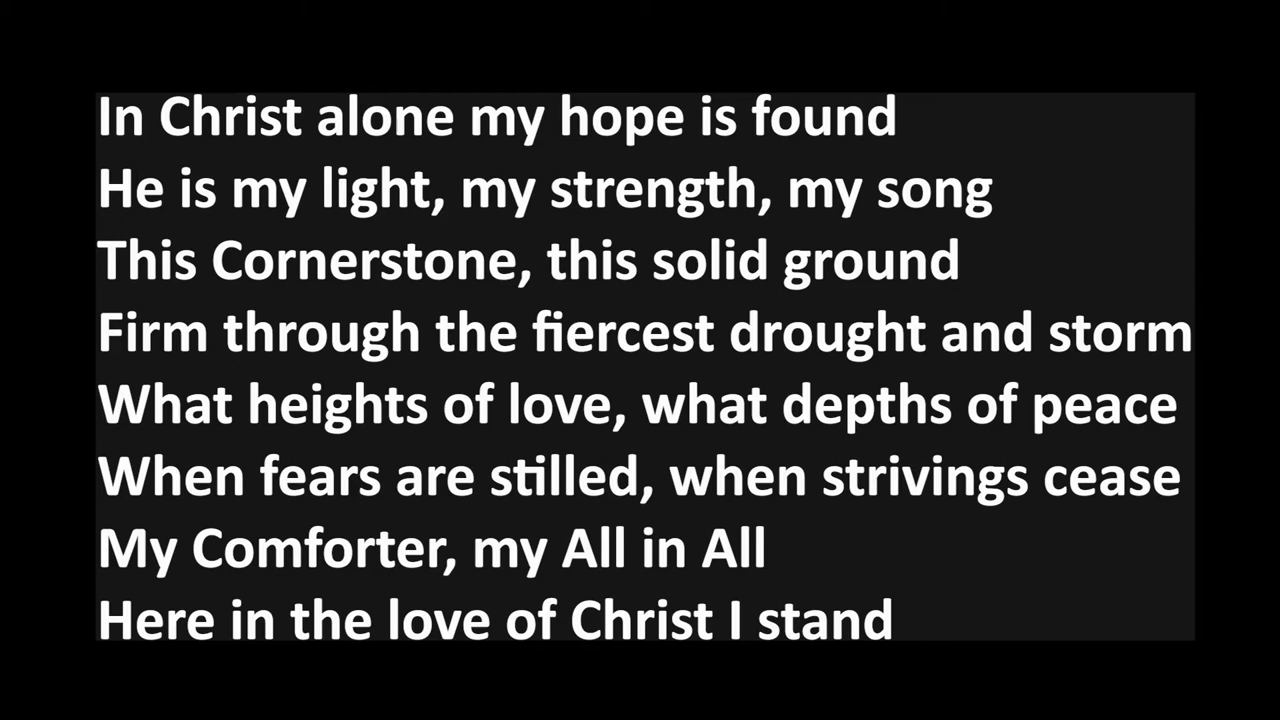 In Christ alone my hope is found
He is my light, my strength, my song
This Cornerstone, this solid ground
Firm through the fiercest drought and storm
What heights of love, what depths of peace
When fears are stilled, when strivings cease
My Comforter, my All in All
Here in the love of Christ I stand